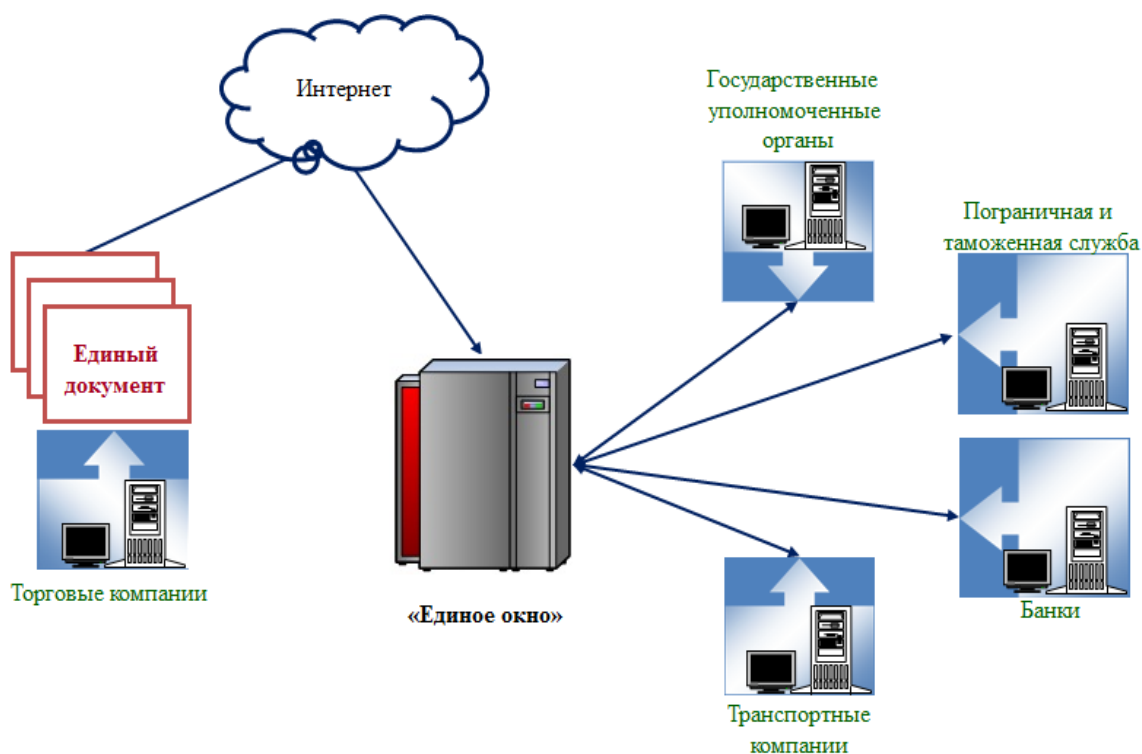 Интернет
Государственные
уполномоченные
органы
Пограничная и
таможенная служба
Единый
документ
Торговые компании
«Единое окно»
Банки
Транспортные
компании